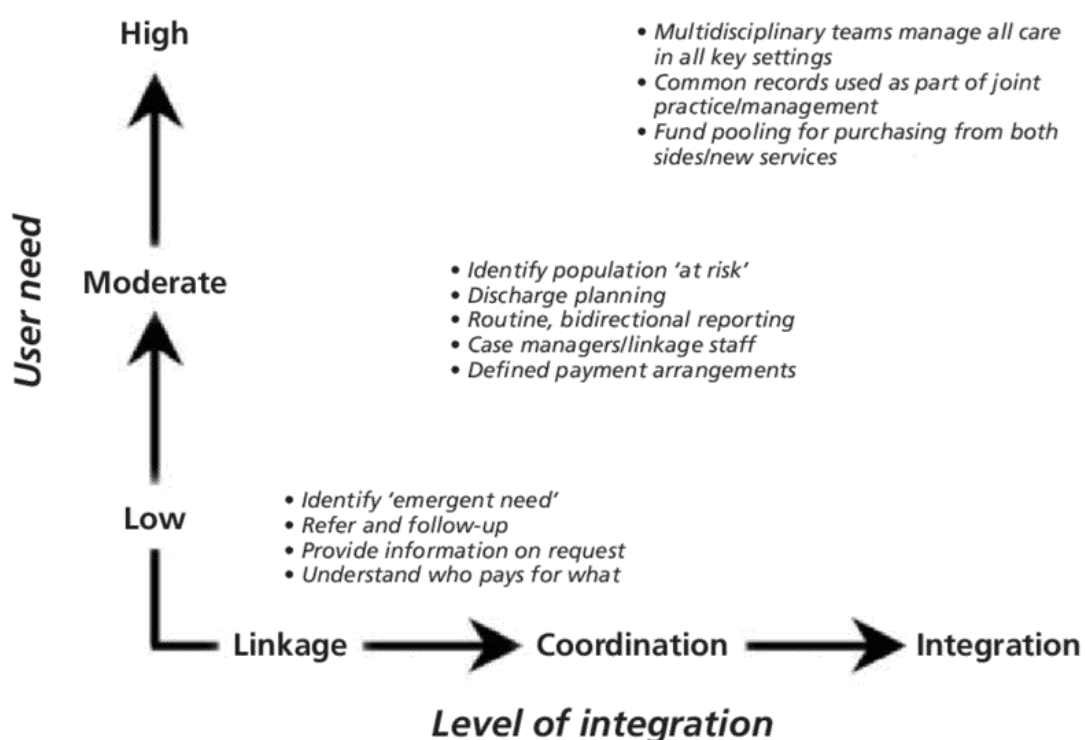 High
• Multidisciplinary teams manage all care
in all key settings
• Common records used as part of joint
practice/management
• Fund pooling for purchasing from both
sides/new services
User need
Moderate
• Identify population ‘at risk’
• Discharge planning
• Routine, bidirectional reporting
• Case managers/linkage staff
• Defined payment arrangements
Low
• Identify ‘emergent need’
• Refer and follow-up
• Provide information on request
• Understand who pays for what
Linkage Coordination Integration
Level of integration